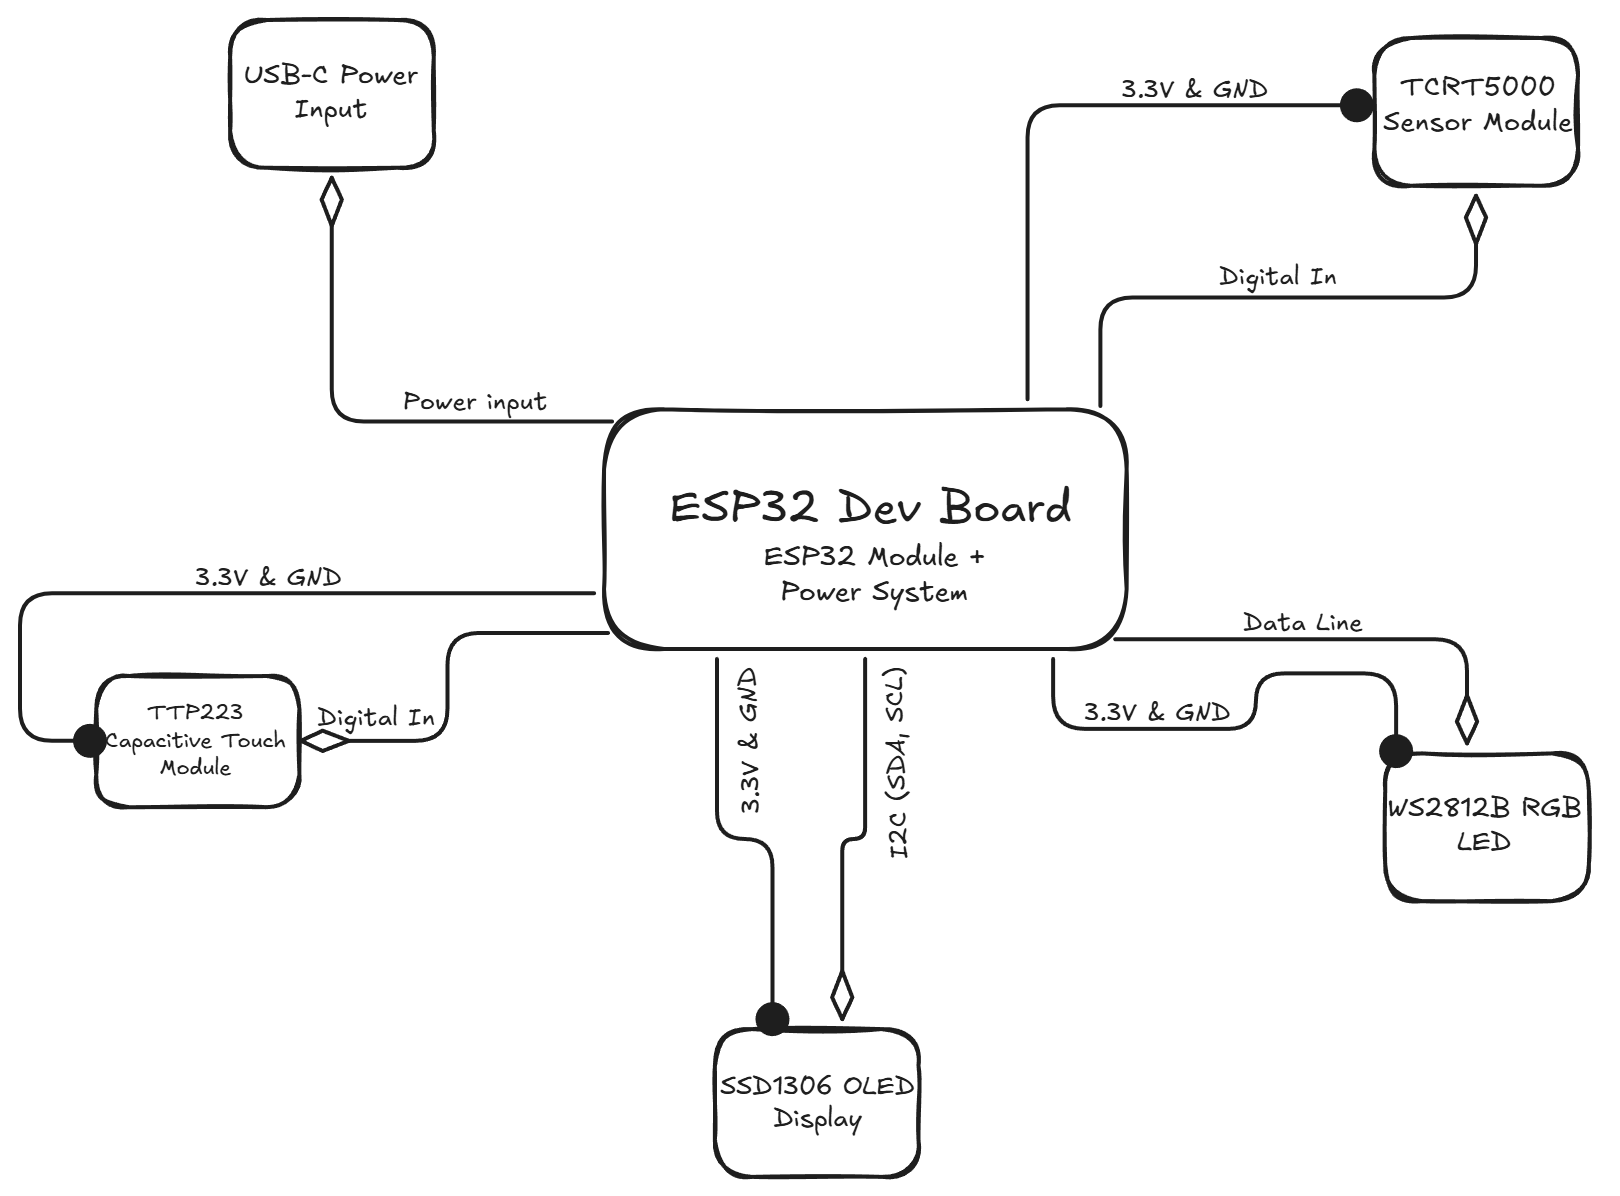 USB-C Power
Input
3.3V & GND
TCRT5000
Sensor Module
Digital In
Power input
ESP32 Dev Board
ESP32 Module +
Power System
3.3V & GND
Digital In
TTP223
Capacitive Touch
Module
3.3V & GND
I2C (SDA, SCL)
Data Line
3.3V & GND
WS2812B RGB
LED
SSD1306 OLED
Display